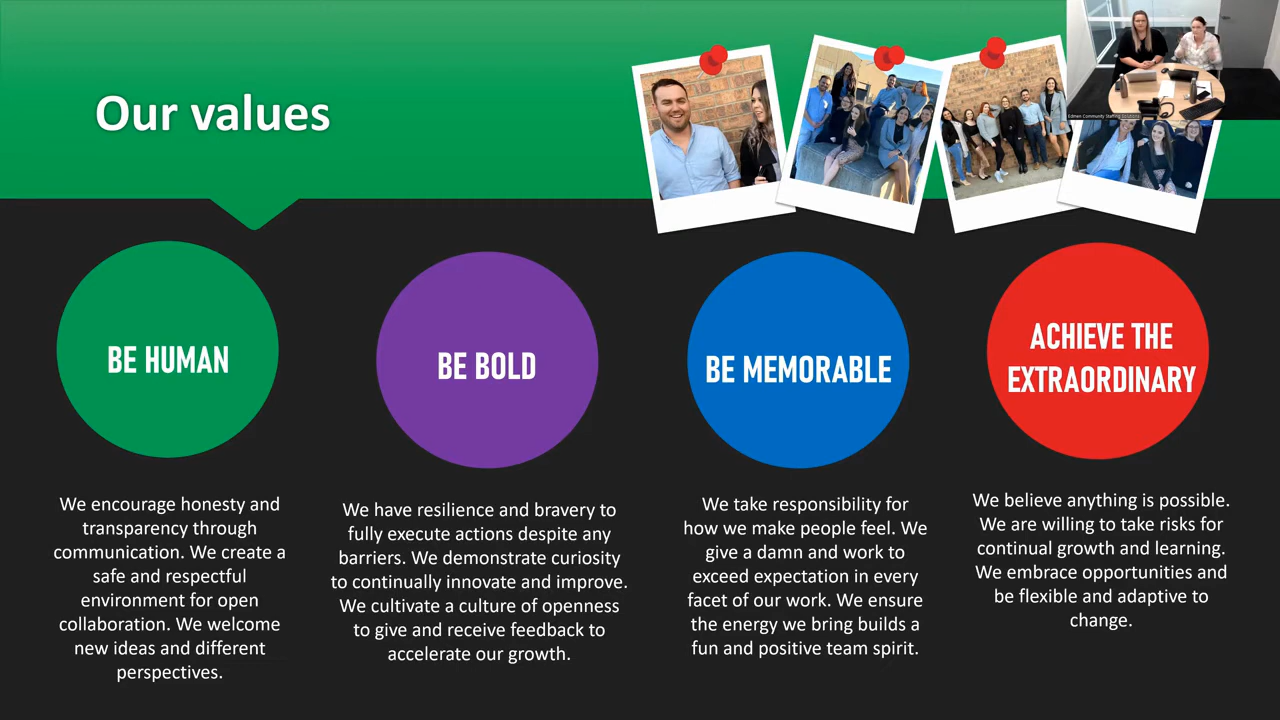 Our values
Edmen Community Staffing Solutions
BE HUMAN
BE BOLD
BE MEMORABLE
ACHIEVE THE
EXTRAORDINARY
We encourage honesty and
transparency through
communication. We create a
safe and respectful
environment for open
collaboration. We welcome
new ideas and different
perspectives.
We have resilience and bravery to
fully execute actions despite any
barriers. We demonstrate curiosity
to continually innovate and improve.
We cultivate a culture of openness
to give and receive feedback to
accelerate our growth.
We take responsibility for
how we make people feel. We
give a damn and work to
exceed expectation in every
facet of our work. We ensure
the energy we bring builds a
fun and positive team spirit.
We believe anything is possible.
We are willing to take risks for
continual growth and learning.
We embrace opportunities and
be flexible and adaptive to
change.